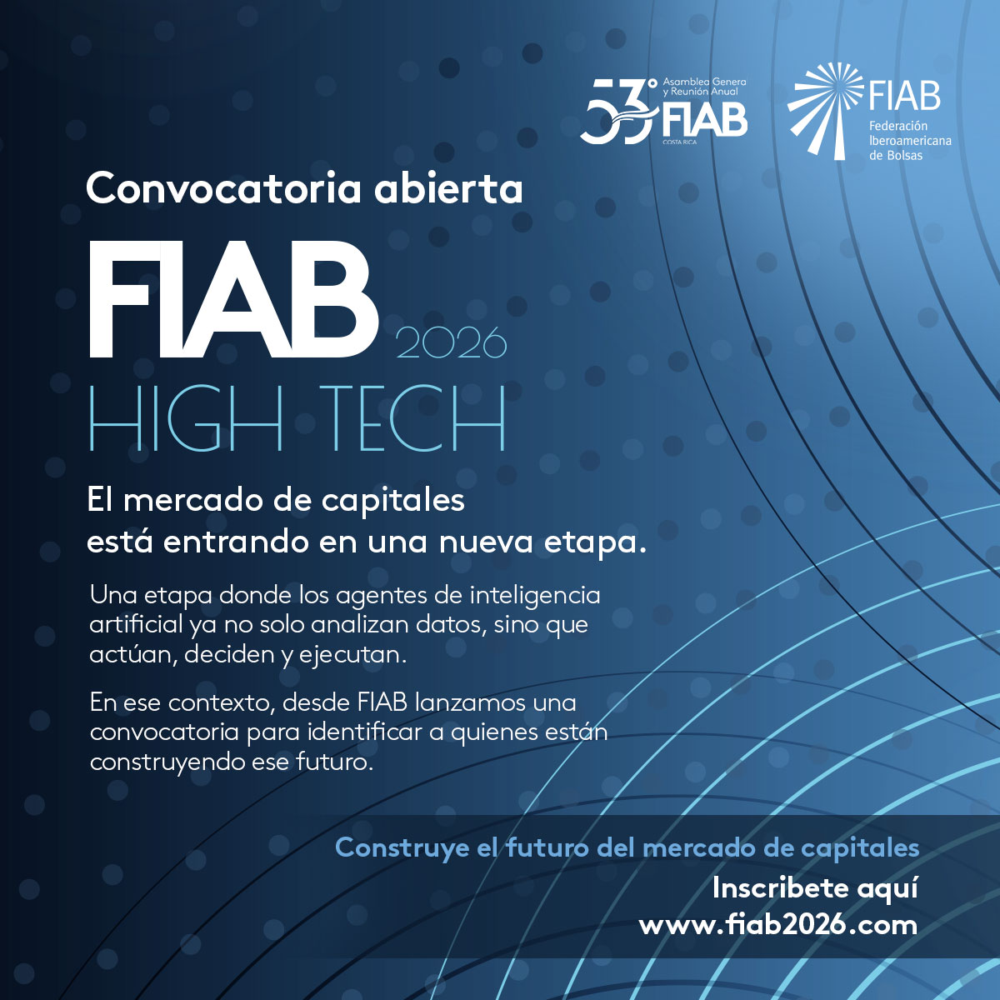 53°
Asamblea General
y Reunión Anual
FIAB
COSTA RICA
FIAB
Federación
Iberoamericana
de Bolsas
Convocatoria abierta
FIAB 2026
HIGH TECH
El mercado de capitales
está entrando en una nueva etapa.
Una etapa donde los agentes de inteligencia
artificial ya no solo analizan datos, sino que
actúan, deciden y ejecutan.
En ese contexto, desde FIAB lanzamos una
convocatoria para identificar a quienes están
construyendo ese futuro.
Construye el futuro del mercado de capitales
Inscribete aquí
www.fiab2026.com